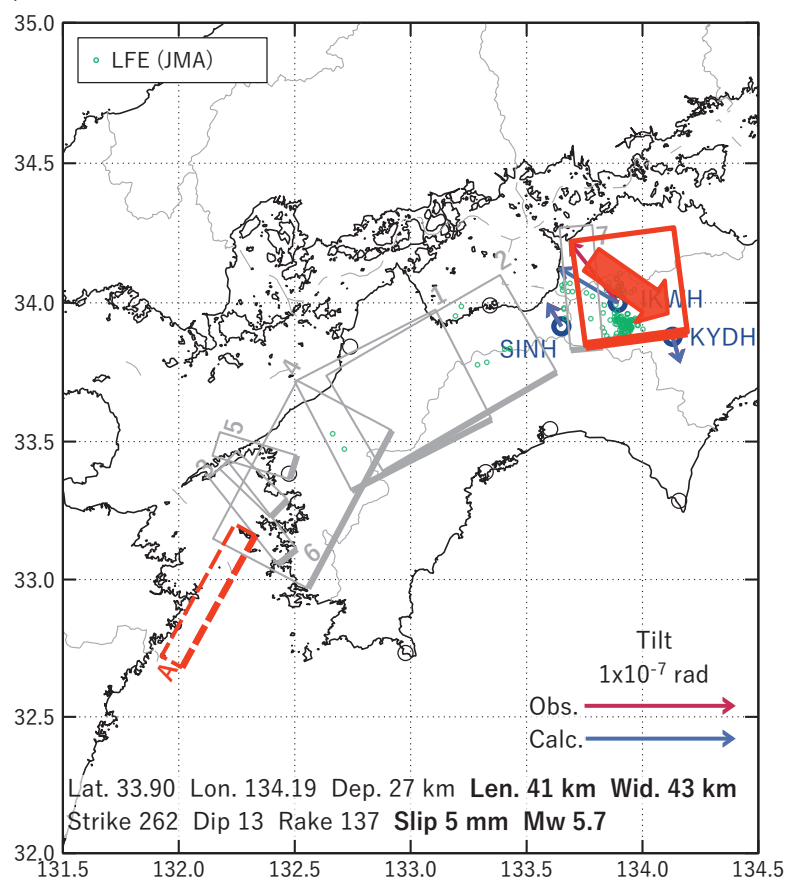 35.0
LFE (JMA)
34.5
7
2
34.0
IKWH
1
SINH
KYDH
4
33.5
5
3
6
33.0
A
Tilt
1x10⁻⁷ rad
Obs.
32.5
Calc.
Lat. 33.90 Lon. 134.19 Dep. 27 km Len. 41 km Wid. 43 km
Strike 262 Dip 13 Rake 137 Slip 5 mm Mw 5.7
32.0
131.5 132.0 132.5 133.0 133.5 134.0 134.5